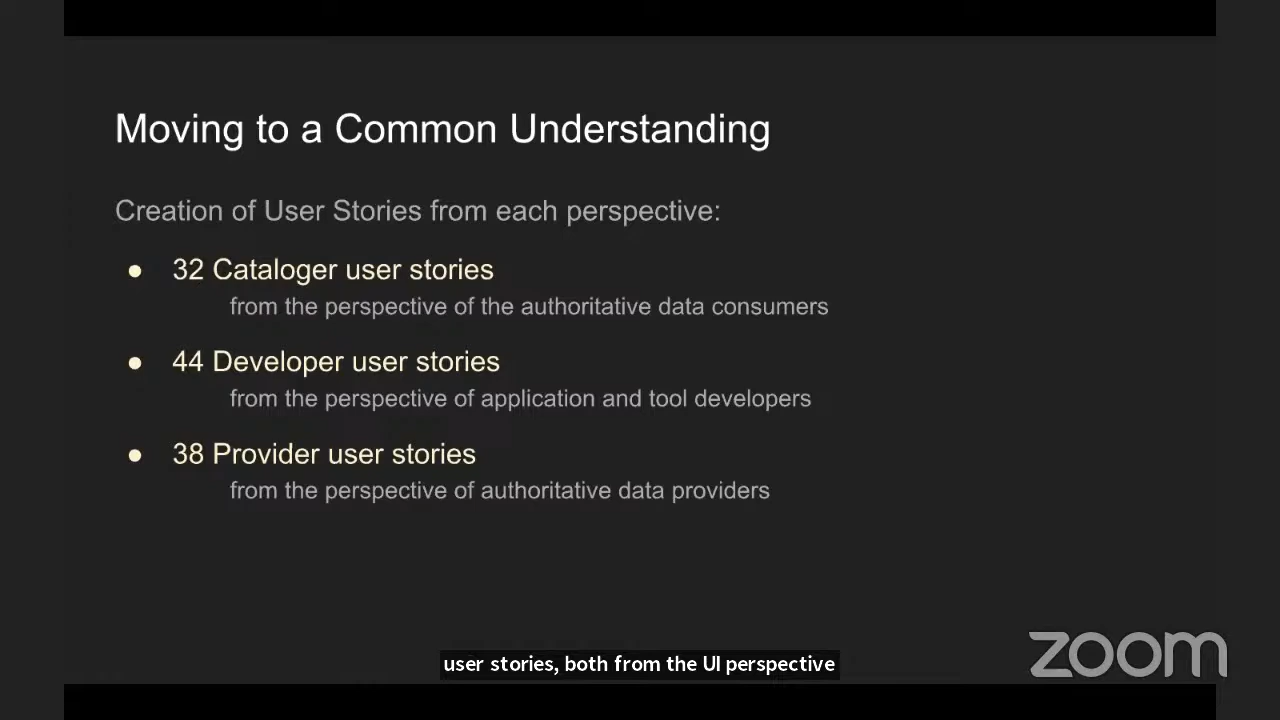 Moving to a Common Understanding
Creation of User Stories from each perspective:
● 32 Cataloger user stories
from the perspective of the authoritative data consumers
● 44 Developer user stories
from the perspective of application and tool developers
● 38 Provider user stories
from the perspective of authoritative data providers
user stories, both from the UI perspective
zoom